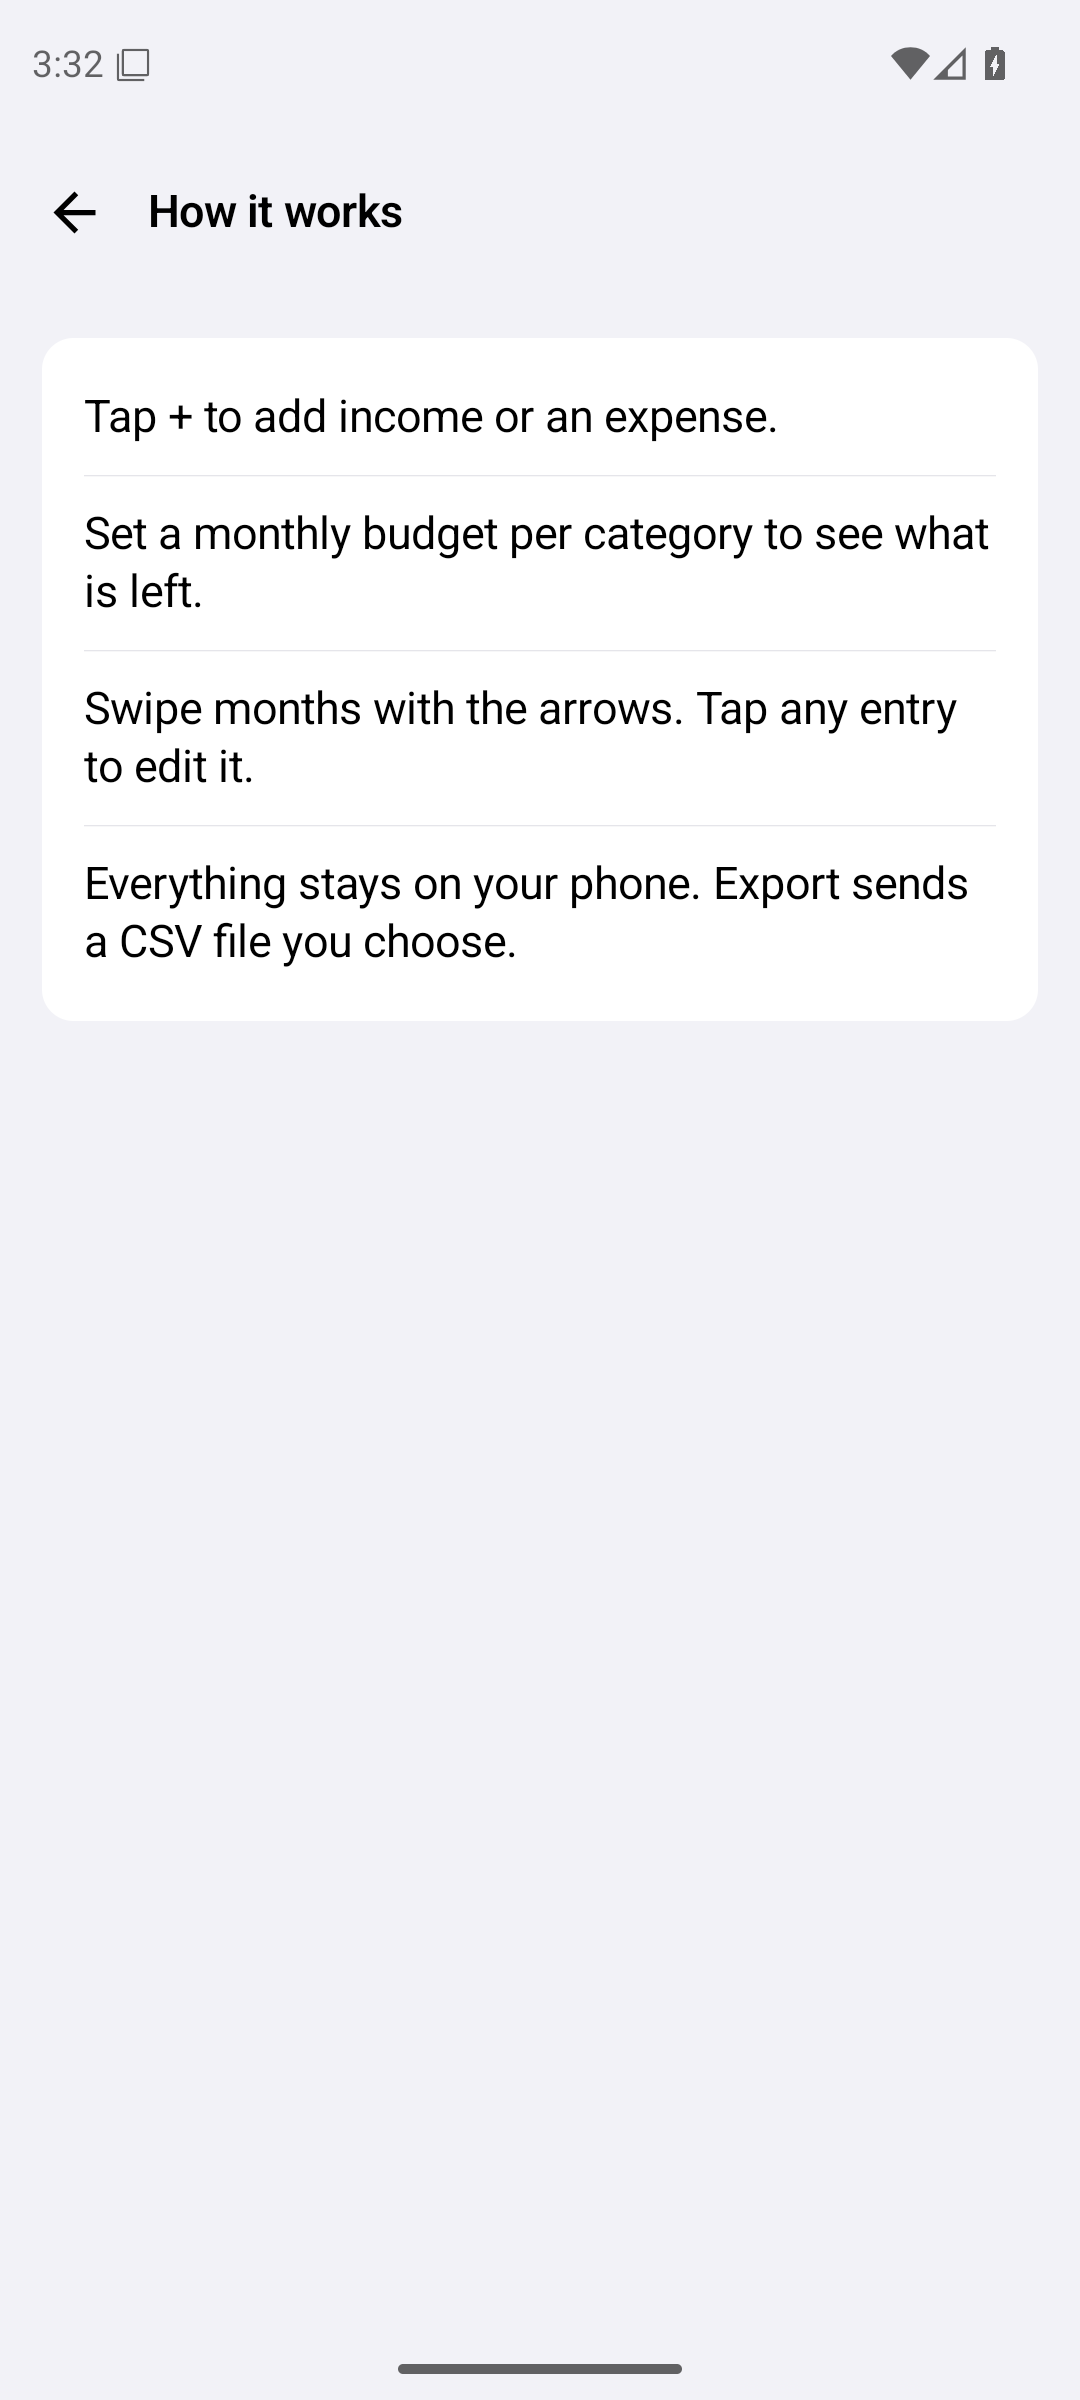 3:32
How it works
Tap + to add income or an expense.
Set a monthly budget per category to see what
is left.
Swipe months with the arrows. Tap any entry
to edit it.
Everything stays on your phone. Export sends
a CSV file you choose.